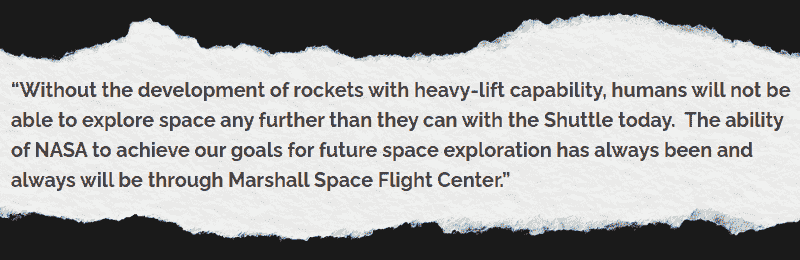 “Without the development of rockets with heavy-lift capability, humans will not be
able to explore space any further than they can with the Shuttle today.  The ability
of NASA to achieve our goals for future space exploration has always been and
always will be through Marshall Space Flight Center.”